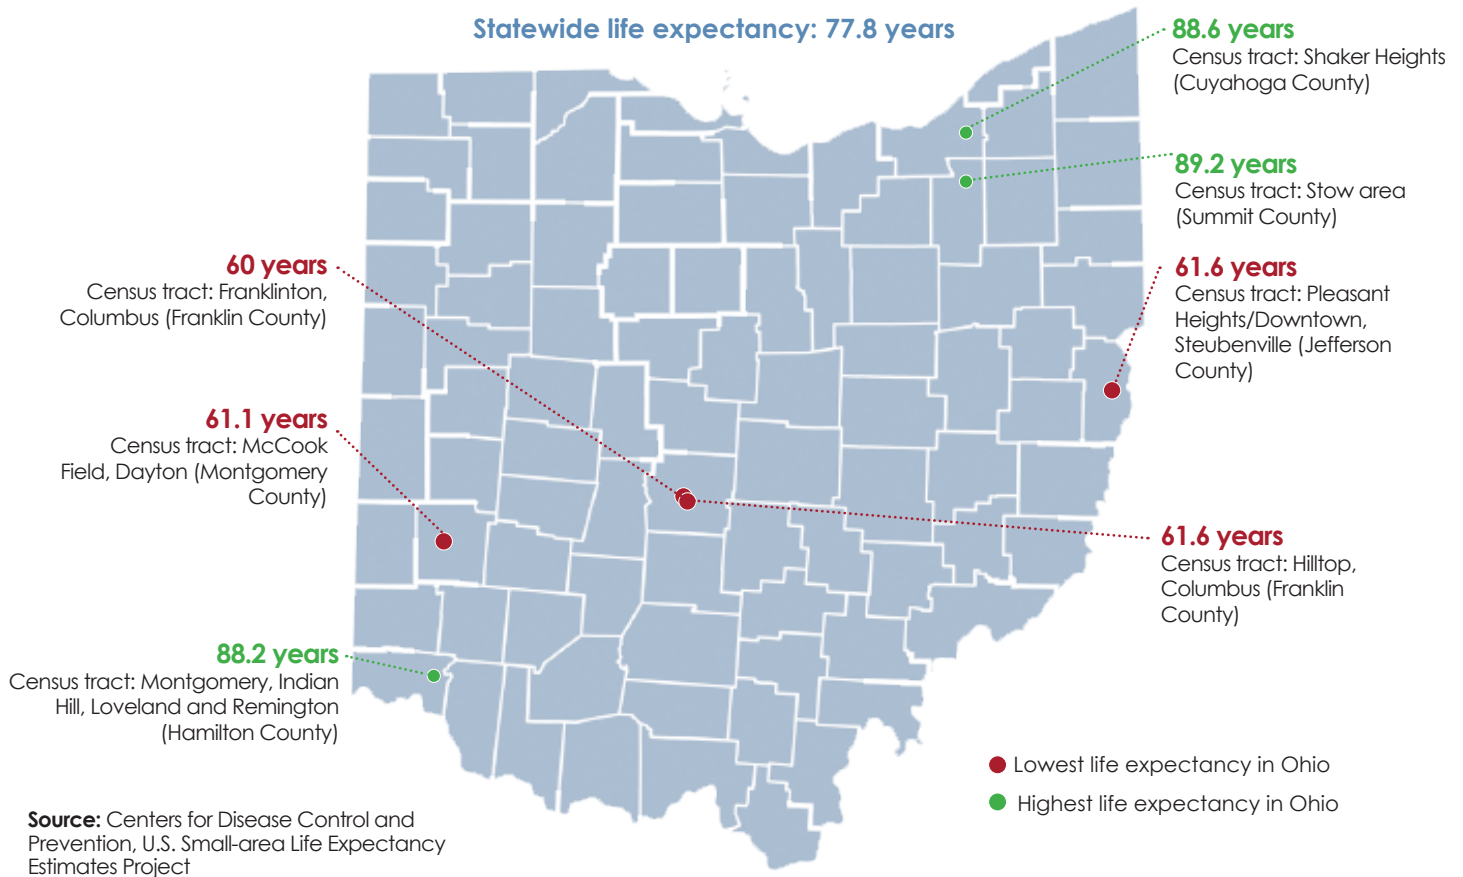 Statewide life expectancy: 77.8 years
88.6 years
Census tract: Shaker Heights
(Cuyahoga County)
89.2 years
Census tract: Stow area
(Summit County)
60 years
Census tract: Franklinton,
Columbus (Franklin County)
61.6 years
Census tract: Pleasant
Heights/Downtown,
Steubenville (Jefferson
County)
61.1 years
Census tract: McCook
Field, Dayton (Montgomery
County)
61.6 years
Census tract: Hilltop,
Columbus (Franklin
County)
88.2 years
Census tract: Montgomery, Indian
Hill, Loveland and Remington
(Hamilton County)
Lowest life expectancy in Ohio
Highest life expectancy in Ohio
Source: Centers for Disease Control and
Prevention, U.S. Small-area Life Expectancy
Estimates Project